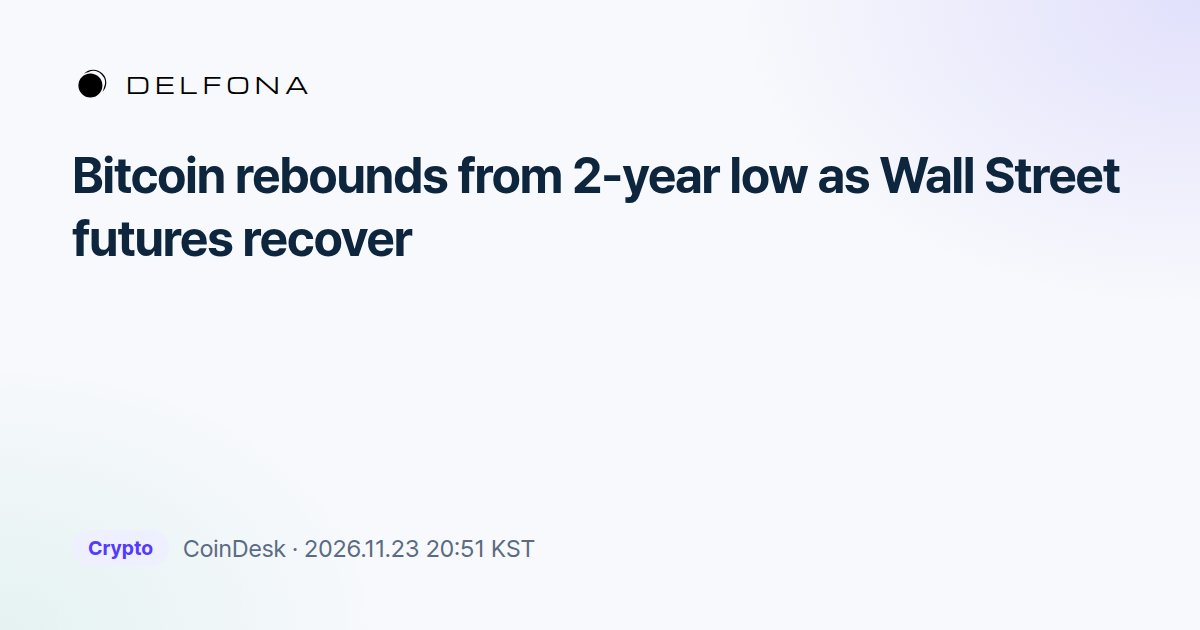 DELFONA
Bitcoin rebounds from 2-year low as Wall Street
futures recover
Crypto CoinDesk · 2026.11.23 20:51 KST